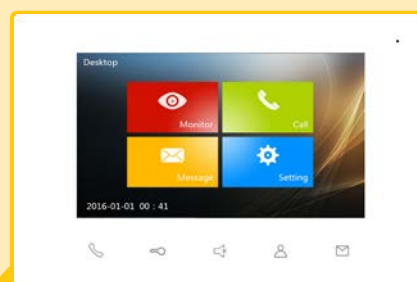 Desktop
Monitor
Call
Message
Setting
2016-01-01 00 : 41